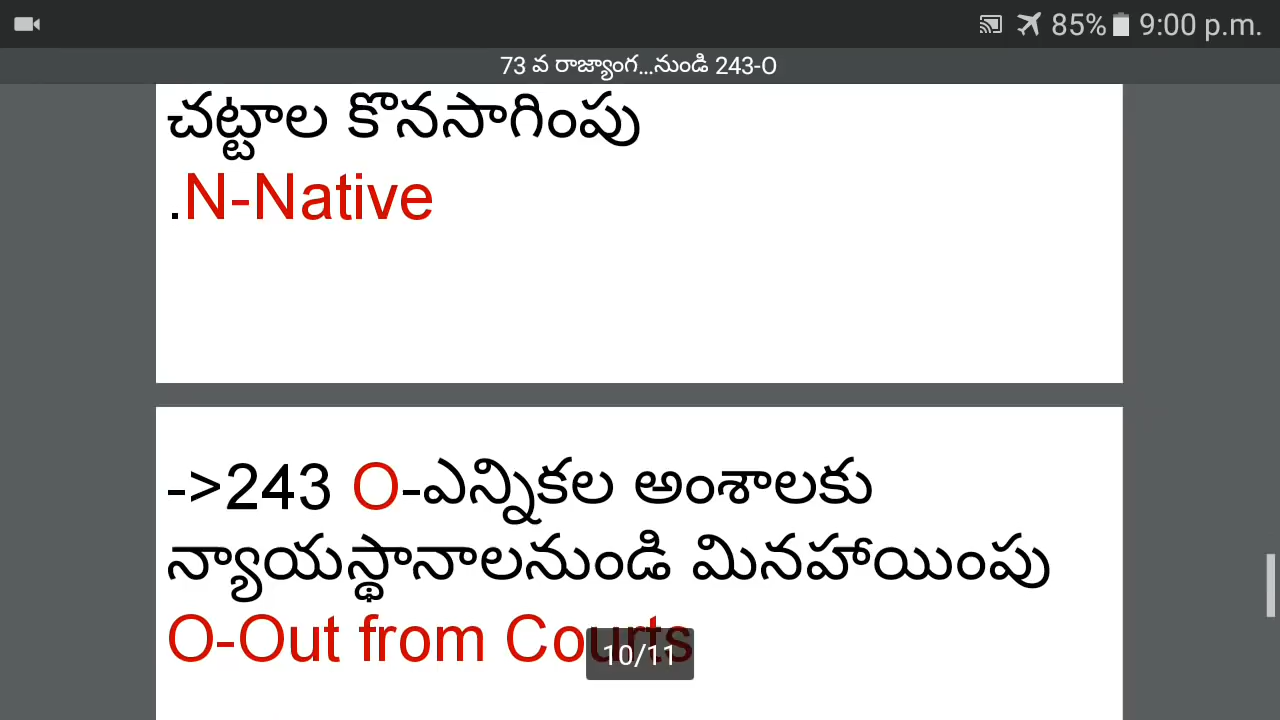 85% 9:00 p.m.
73 వ రాజ్యాంగ...నుండి 243-O
చట్టాల కొనసాగింపు
.N-Native
->243 O-ఎన్నికల అంశాలకు
న్యాయస్థానాలనుండి మినహాయింపు
O-Out from Courts
10/11